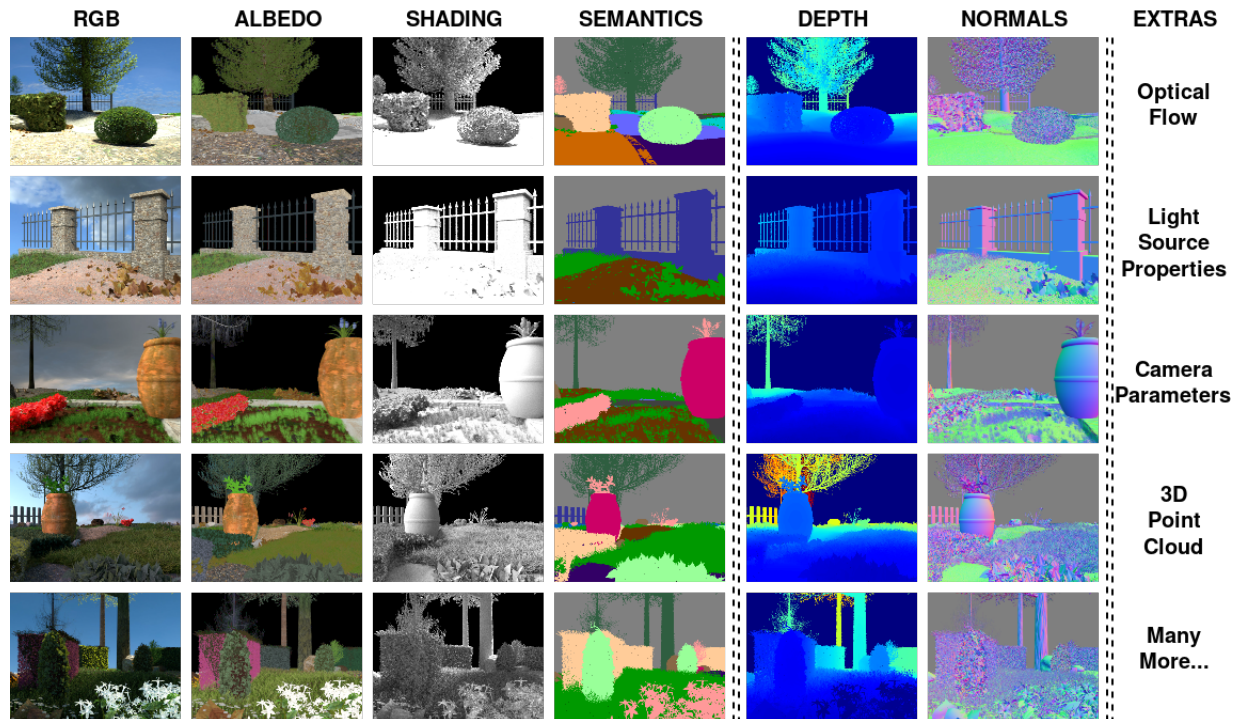 RGB ALBEDO SHADING SEMANTICS DEPTH NORMALS EXTRAS
Optical
Flow
Light
Source
Properties
Camera
Parameters
3D
Point
Cloud
Many
More...